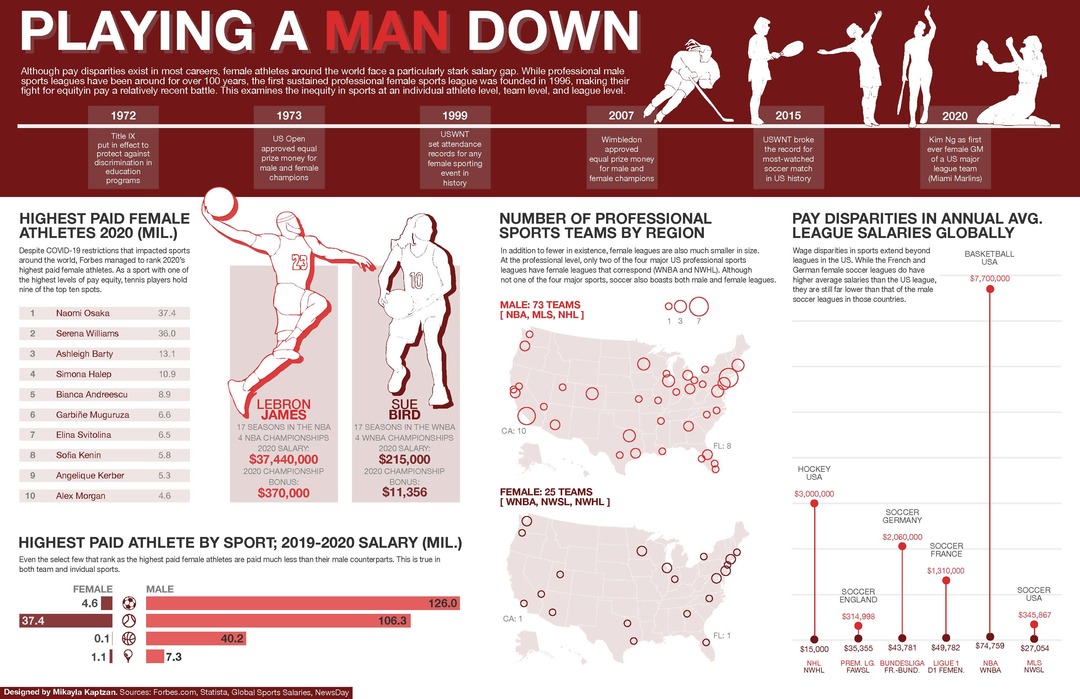 PLAYING A MAN DOWN
Although pay disparities exist in most careers, female athletes around the world face a particularly stark salary gap. While professional male
sports leagues have been around for over 100 years, the first sustained professional female sports league was founded in 1996, making their
fight for equityin pay a relatively recent battle. This examines the inequity in sports at an individual athlete level, team level, and league level.
1972
Title IX
put in effect to
protect against
discrimination in
education
programs
1973
US Open
approved equal
prize money for
male and female
champions
1999
USWNT
set attendance
records for any
female sporting
event in
history
2007
Wimbledon
approved
equal prize money
for male and
female champions
2015
USWNT broke
the record for
most-watched
soccer match
in US history
2020
Kim Ng as first
ever female GM
of a US major
league team
(Miami Marlins)
HIGHEST PAID FEMALE
ATHLETES 2020 (MIL.)
Despite COVID-19 restrictions that impacted sports
around the world, Forbes managed to rank 2020's
highest paid female athletes. As a sport with one of
the highest levels of pay equity, tennis players hold
nine of the top ten spots.
1 Naomi Osaka 37.4
2 Serena Williams 36.0
3 Ashleigh Barty 13.1
4 Simona Halep 10.9
5 Bianca Andreescu 8.9
6 Garbiñe Muguruza 6.6
7 Elina Svitolina 6.5
8 Sofia Kenin 5.8
9 Angelique Kerber 5.3
10 Alex Morgan 4.6
23
LEBRON
JAMES
17 SEASONS IN THE NBA
4 NBA CHAMPIONSHIPS
2020 SALARY:
$37,440,000
2020 CHAMPIONSHIP
BONUS:
$370,000
10
SUE
BIRD
17 SEASONS IN THE WNBA
4 WNBA CHAMPIONSHIPS
2020 SALARY:
$215,000
2020 CHAMPIONSHIP
BONUS:
$11,356
HIGHEST PAID ATHLETE BY SPORT; 2019-2020 SALARY (MIL.)
Even the select few that rank as the highest paid female athletes are paid much less than their male counterparts. This is true in
both team and invidual sports.
FEMALE MALE
4.6 126.0
37.4 106.3
0.1 40.2
1.1 7.3
NUMBER OF PROFESSIONAL
SPORTS TEAMS BY REGION
In addition to fewer in existence, female leagues are also much smaller in size.
At the professional level, only two of the four major US professional sports
leagues have female leagues that correspond (WNBA and NWHL). Although
not one of the four major sports, soccer also boasts both male and female leagues.
MALE: 73 TEAMS
[ NBA, MLS, NHL ]
1 3 7
CA: 10
FL: 8
FEMALE: 25 TEAMS
[ WNBA, NWSL, NWHL ]
CA: 1
FL: 1
PAY DISPARITIES IN ANNUAL AVG.
LEAGUE SALARIES GLOBALLY
Wage disparities in sports extend beyond
leagues in the US. While the French and
German female soccer leagues do have
higher average salaries than the US league,
they are still far lower than that of the male
soccer leagues in those countries.
HOCKEY
USA
$3,000,000
$15,000
NHL
NWHL
SOCCER
ENGLAND
$314,998
$35,355
PREM. LG.
FAWSL
SOCCER
GERMANY
$2,060,000
$43,781
BUNDESLIGA
FR.-BUND.
SOCCER
FRANCE
$1,310,000
$49,782
LIGUE 1
D1 FEMEN.
BASKETBALL
USA
$7,700,000
$74,759
NBA
WNBA
SOCCER
USA
$345,867
$27,054
MLS
NWSL
Designed by Mikayla Kaptzan. Sources: Forbes.com, Statista, Global Sports Salaries, NewsDay